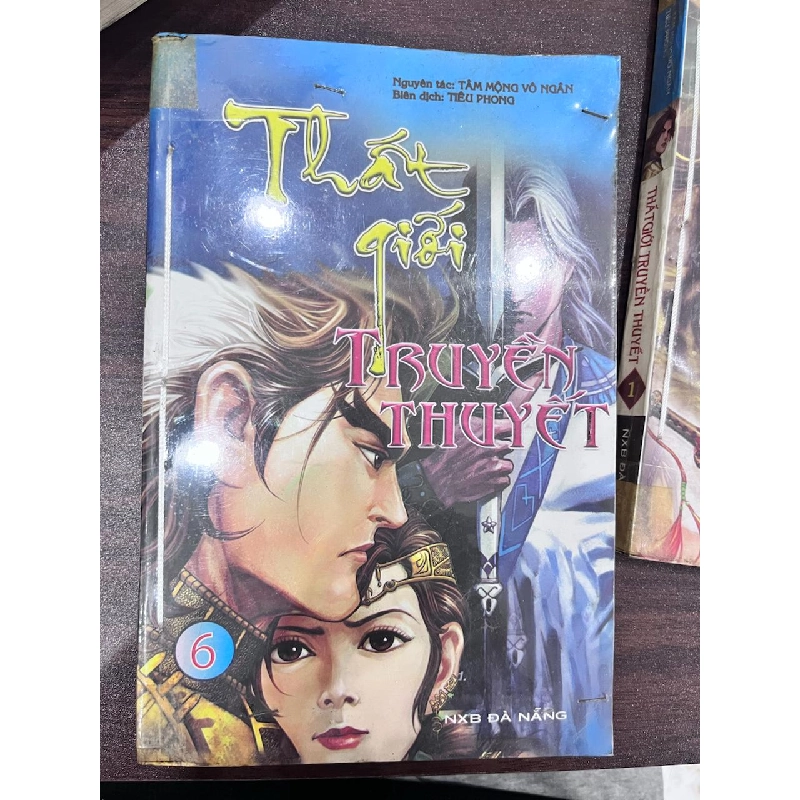 Nguyên tác: TÂM MỘNG VÔ NGÂN
Biên dịch: TIÊU PHONG
Thất
giới
TRUYỀN
THUYẾT
6
NXB ĐÀ NẴNG
THẤT GIỚI TRUYỀN THUYẾT
1
NXB ĐÀ